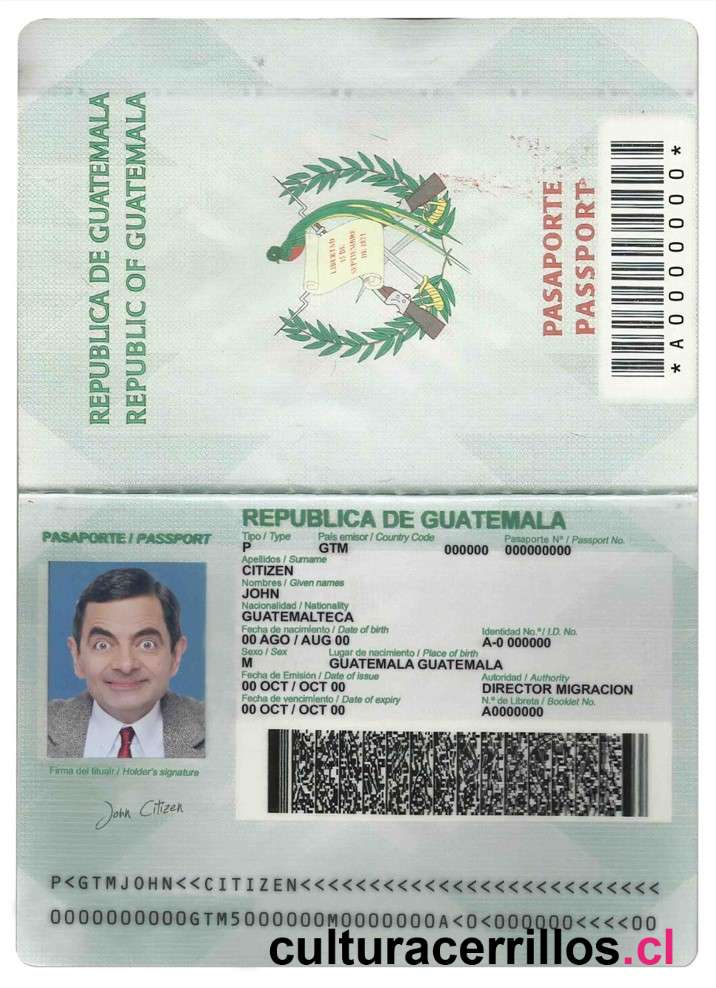 REPUBLICA DE GUATEMALA
REPUBLIC OF GUATEMALA
LIBERTAD
15 DE
SEPTIEMBRE
DE 1821
PASAPORTE
PASSPORT
*A0000000*
PASAPORTE / PASSPORT
REPUBLICA DE GUATEMALA
Tipo / Type País emisor / Country Code Pasaporte Nº / Passport No.
P GTM 000000 000000000
Apellidos / Surname
CITIZEN
Nombres / Given names
JOHN
Nacionalidad / Nationality
GUATEMALTECA
Fecha de nacimiento / Date of birth Identidad No.º / I.D. No.
00 AGO / AUG 00 A-0 000000
Sexo / Sex Lugar de nacimiento / Place of birth
M GUATEMALA GUATEMALA
Fecha de Emisión / Date of issue Autoridad / Authority
00 OCT / OCT 00 DIRECTOR MIGRACION
Fecha de vencimiento / Date of expiry N.º de Libreta / Booklet No.
00 OCT / OCT 00 A0000000
Firma del titular / Holder's signature
John Citizen
P<GTMJOHN<<CITIZEN<<<<<<<<<<<<<<<<<<<<<<<<<<
0000000000GTM5000000M0000000A<0<000000<<<<00
culturacerrillos.cl